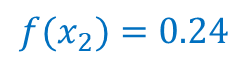 f(x₂) = 0.24